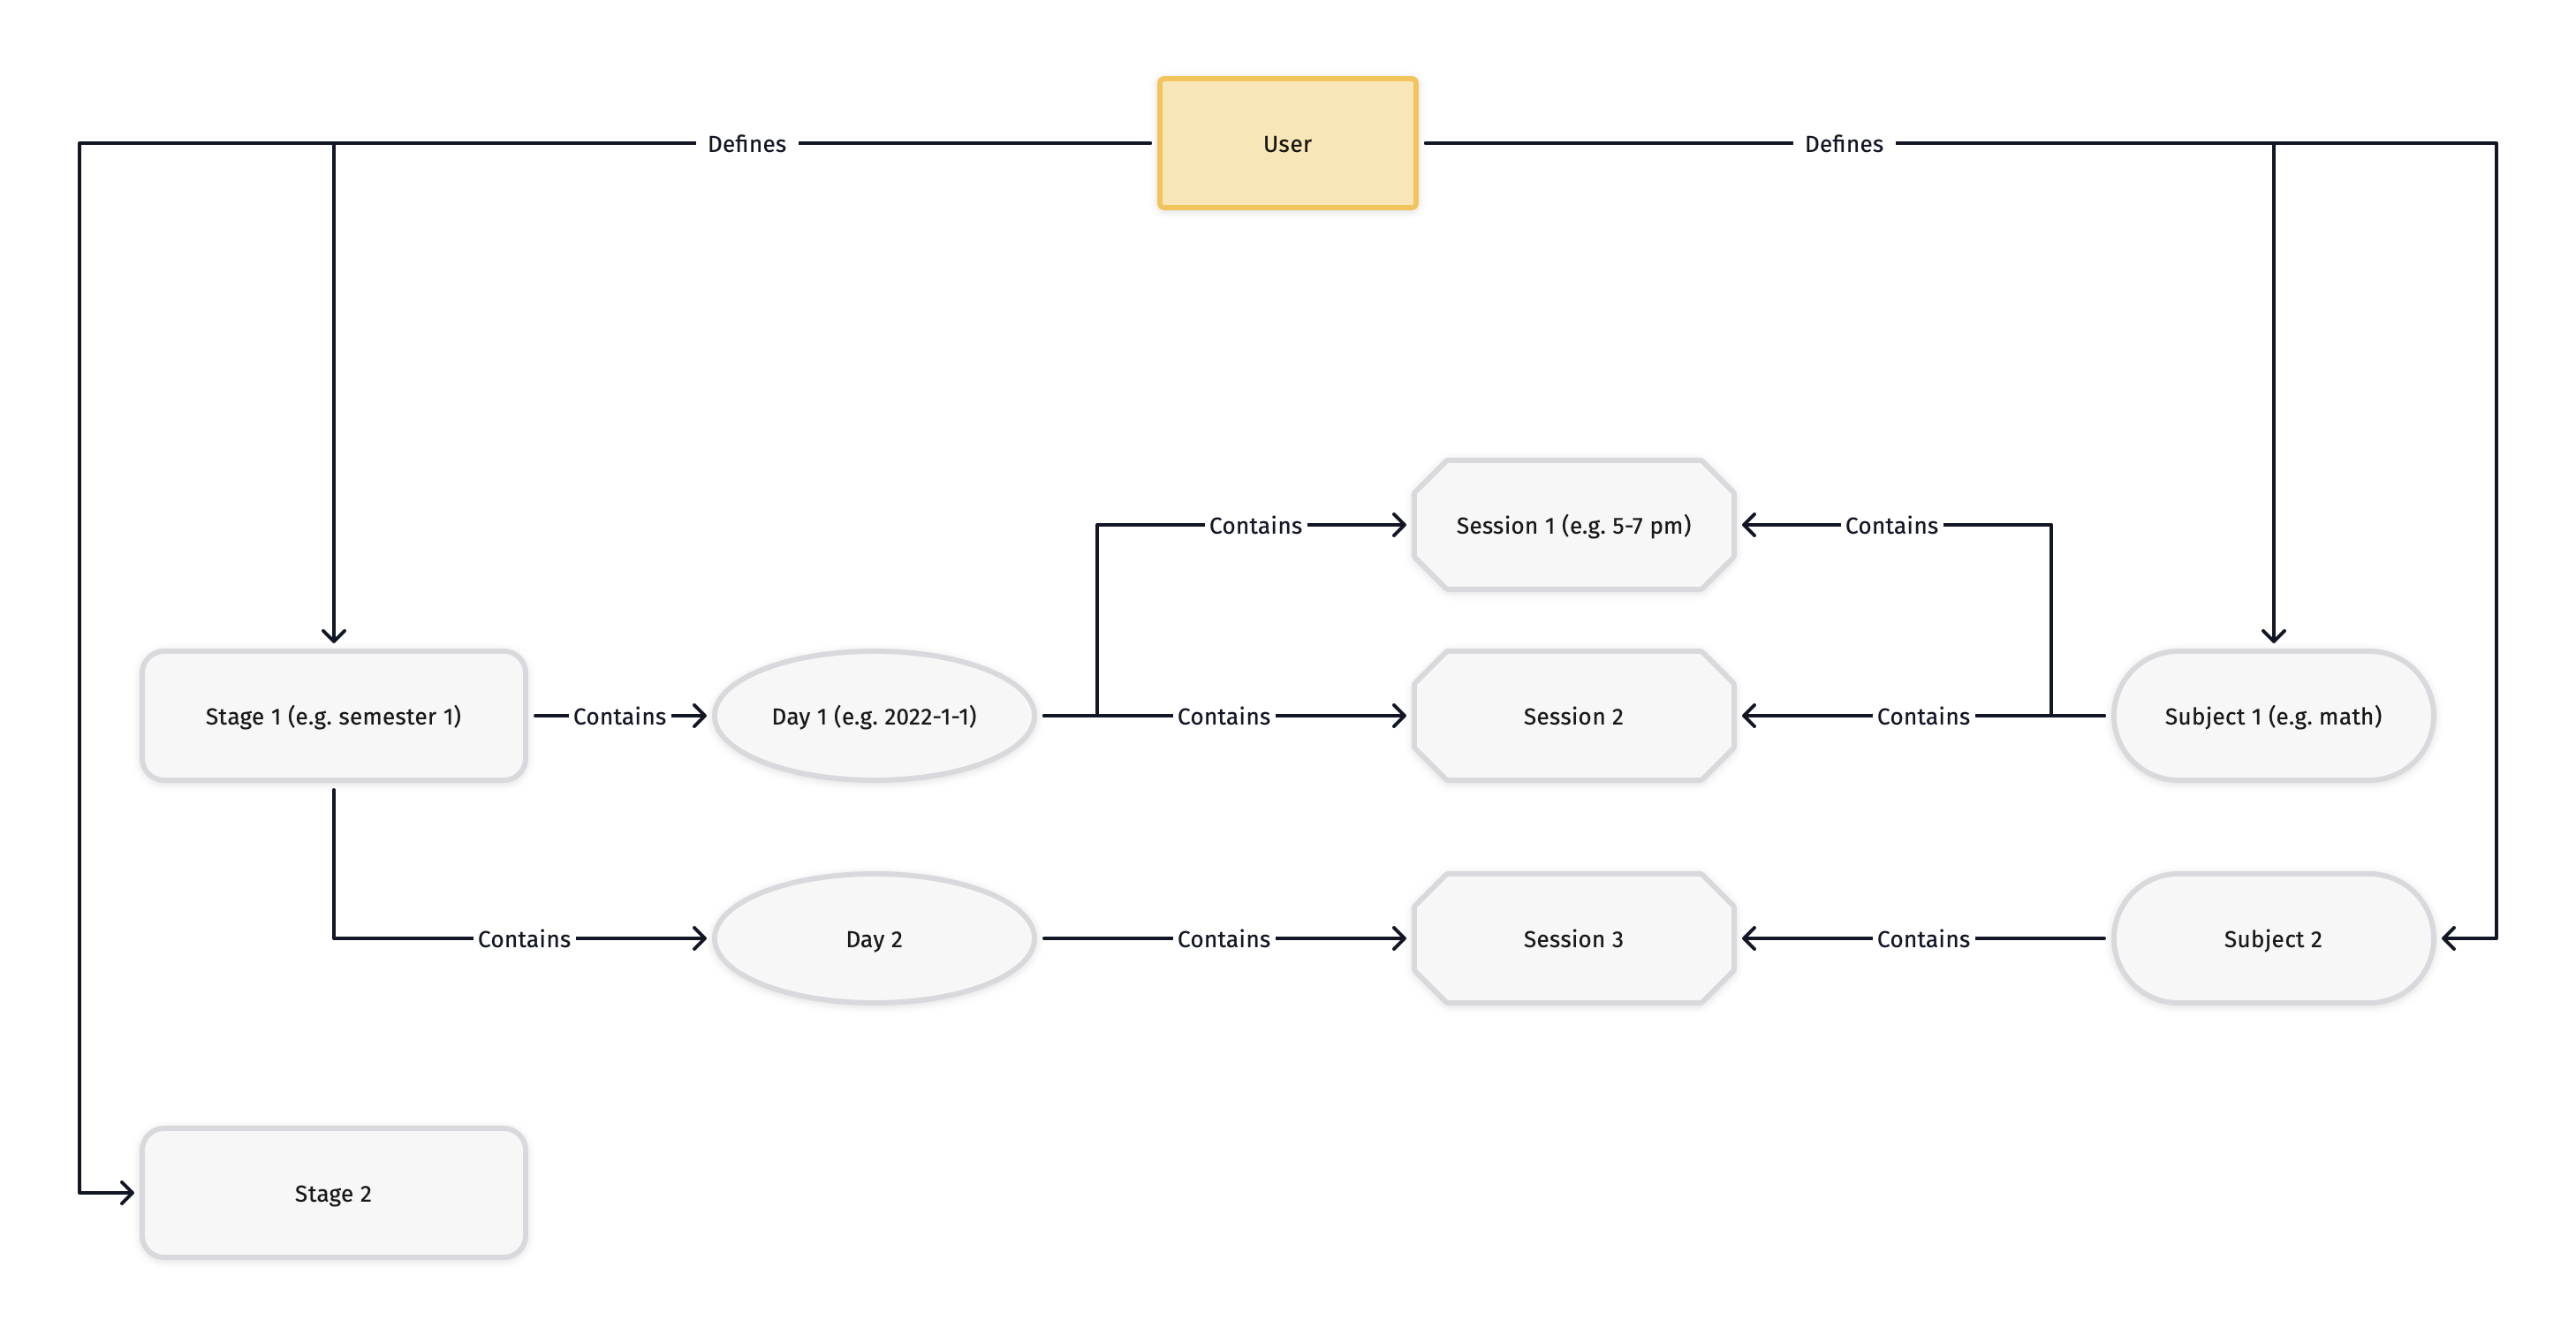 User
Defines
Defines
Session 1 (e.g. 5-7 pm)
Contains
Contains
Stage 1 (e.g. semester 1)
Contains
Day 1 (e.g. 2022-1-1)
Contains
Session 2
Contains
Subject 1 (e.g. math)
Contains
Day 2
Contains
Session 3
Contains
Subject 2
Stage 2